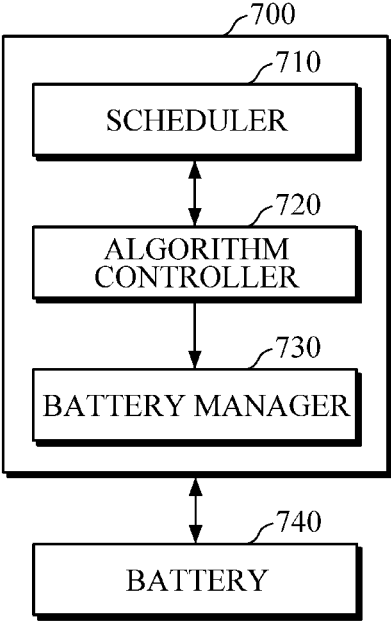 700
710
SCHEDULER
720
ALGORITHM
CONTROLLER
730
BATTERY MANAGER
740
BATTERY